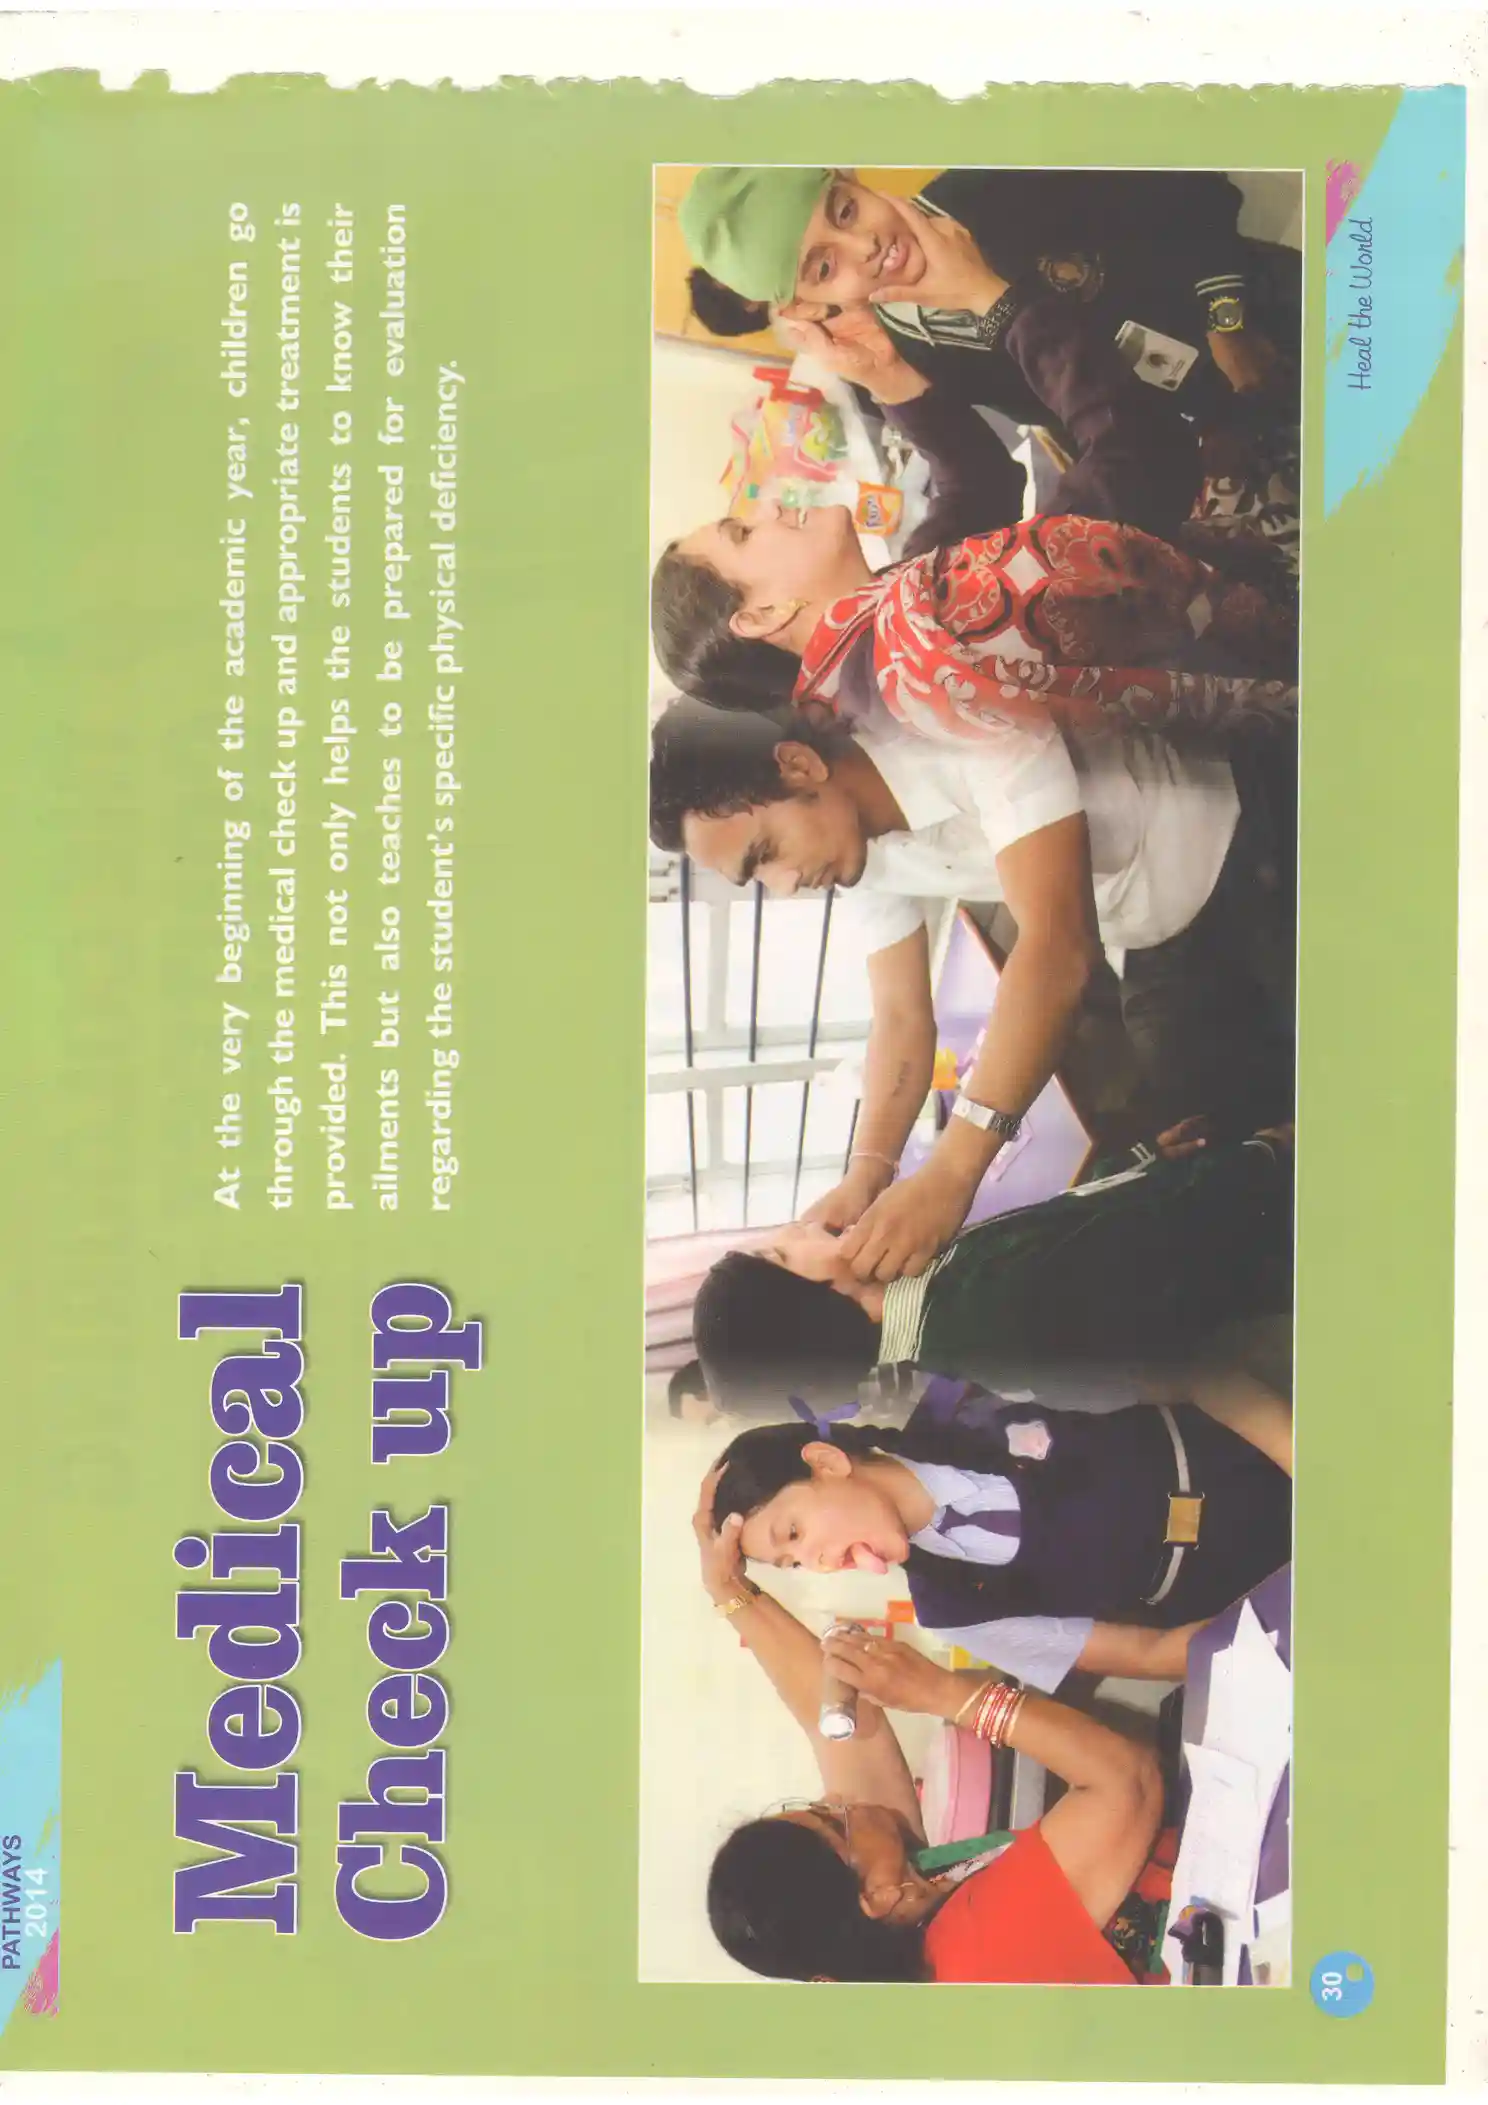 PATHWAYS
2014
Medical
Check up
At the very beginning of the academic year, children go
through the medical check up and appropriate treatment is
provided. This not only helps the students to know their
ailments but also teaches to be prepared for evaluation
regarding the student's specific physical deficiency.
30
Heal the World